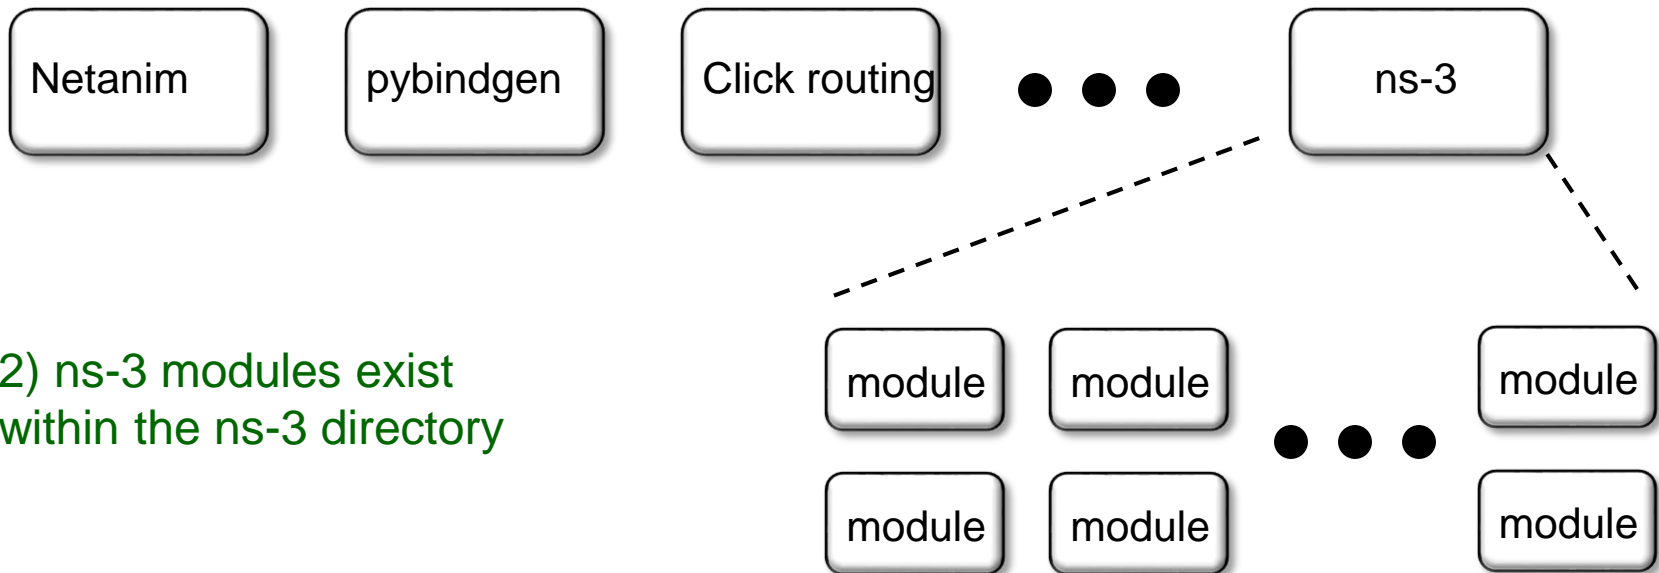 Netanim
pybindgen
Click routing
ns-3
2) ns-3 modules exist
within the ns-3 directory
module
module
module
module
module
module